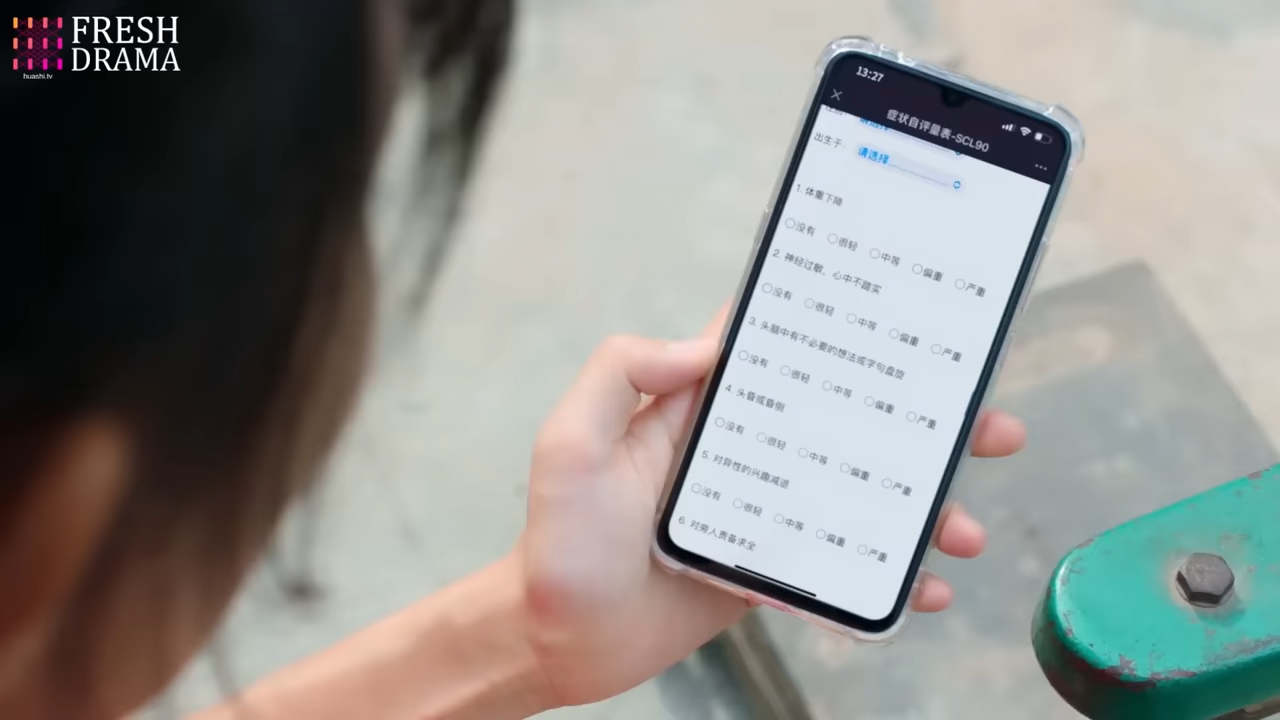 FRESH
DRAMA
huashi.tv
13:27
症状自评量表-SCL90
出生于:
请选择
1. 体重下降
没有 很轻 中等 偏重 严重
2. 神经过敏、心中不踏实
没有 很轻 中等 偏重 严重
3. 头脑中有不必要的想法或字句盘旋
没有 很轻 中等 偏重 严重
4. 头昏或昏倒
没有 很轻 中等 偏重 严重
5. 对异性的兴趣减退
没有 很轻 中等 偏重 严重
6. 对旁人责备求全